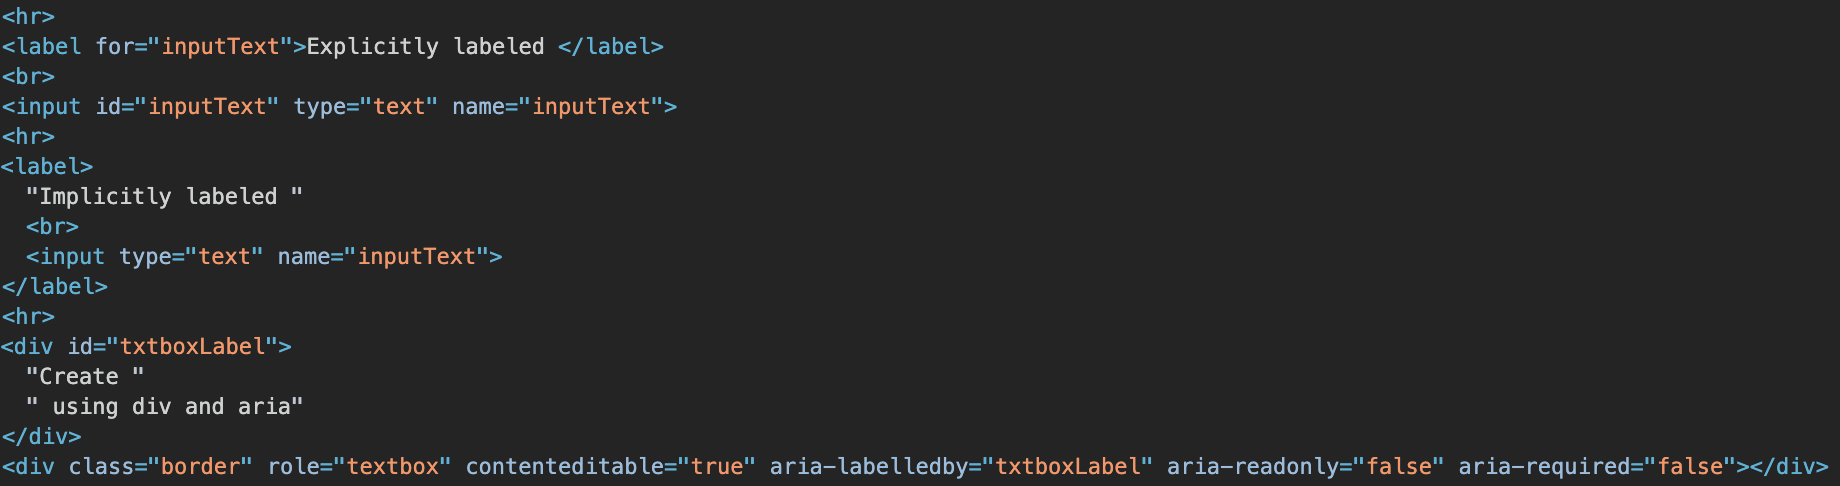 <hr>
<label for="inputText">Explicitly labeled </label>
<br>
<input id="inputText" type="text" name="inputText">
<hr>
<label>
"Implicitly labeled "
<br>
<input type="text" name="inputText">
</label>
<hr>
<div id="txtboxLabel">
"Create "
" using div and aria"
</div>
<div class="border" role="textbox" contenteditable="true" aria-labelledby="txtboxLabel" aria-readonly="false" aria-required="false"></div>